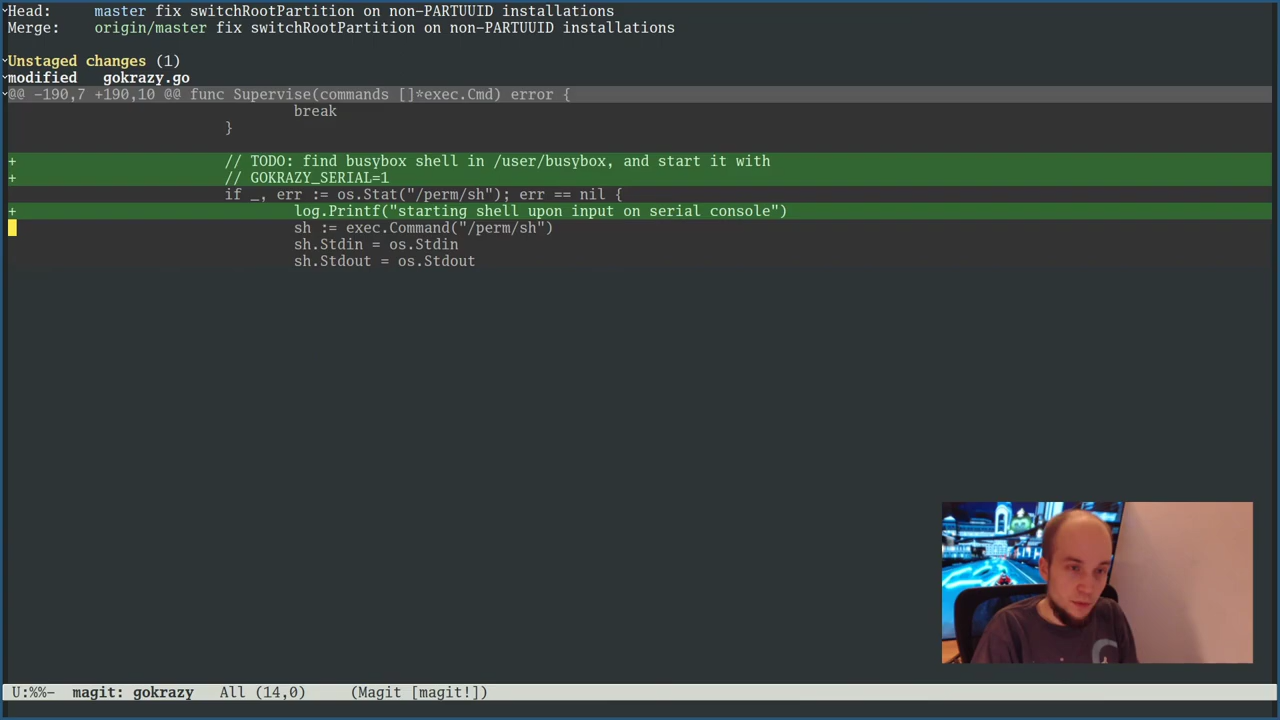 Head:     master fix switchRootPartition on non-PARTUUID installations
Merge:    origin/master fix switchRootPartition on non-PARTUUID installations
Unstaged changes (1)
modified   gokrazy.go
@@ -190,7 +190,10 @@ func Supervise(commands []*exec.Cmd) error {
break
}
+ // TODO: find busybox shell in /user/busybox, and start it with
+ // GOKRAZY_SERIAL=1
if _, err := os.Stat("/perm/sh"); err == nil {
+ log.Printf("starting shell upon input on serial console")
sh := exec.Command("/perm/sh")
sh.Stdin = os.Stdin
sh.Stdout = os.Stdout
U:%%-  magit: gokrazy   All (14,0)     (Magit [magit!])